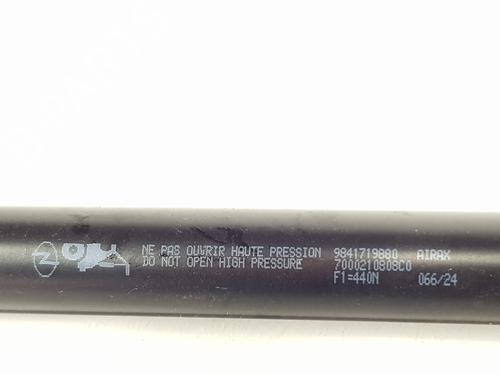 NE PAS OUVRIR HAUTE PRESSION 9841719880 AIRAX
DO NOT OPEN HIGH PRESSURE 7000210808C0
F1=440N 066/24